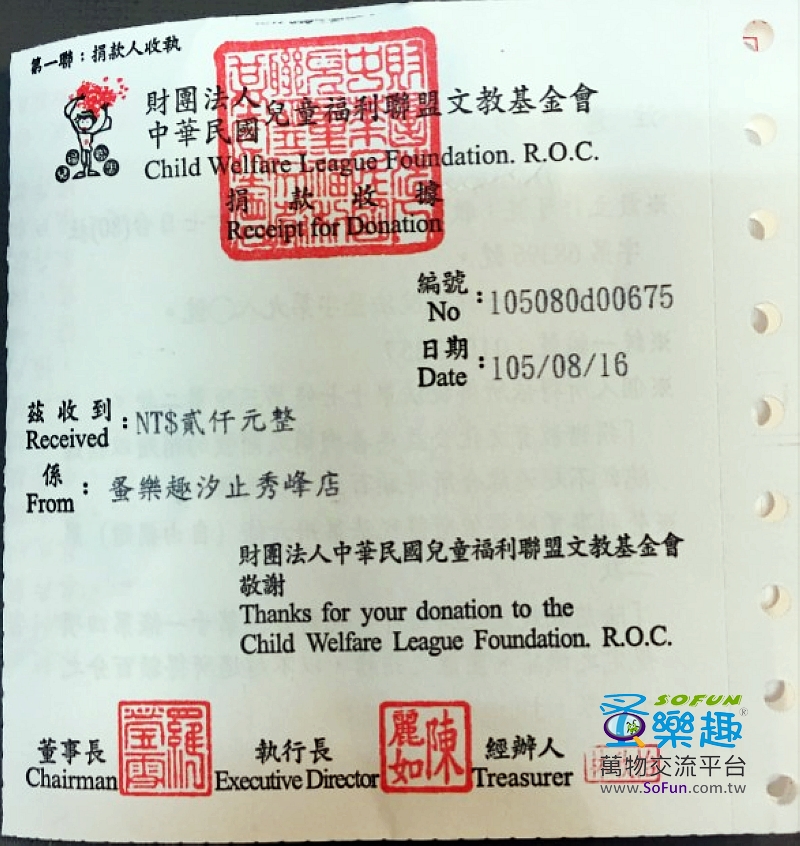 第一聯：捐款人收執
財團法人
中華民國兒童福利聯盟文教基金會
Child Welfare League Foundation. R.O.C.
捐款收據
Receipt for Donation
編號
No：105080d00675
日期
Date：105/08/16
茲收到
Received：NT$貳仟元整
係
From：蚤樂趣汐止秀峰店
財團法人中華民國兒童福利聯盟文教基金會
敬謝
Thanks for your donation to the
Child Welfare League Foundation. R.O.C.
董事長
Chairman
執行長
Executive Director
陳麗如
經辦人
Treasurer
SOFUN
蚤樂趣®
萬物交流平台
www.SoFun.com.tw